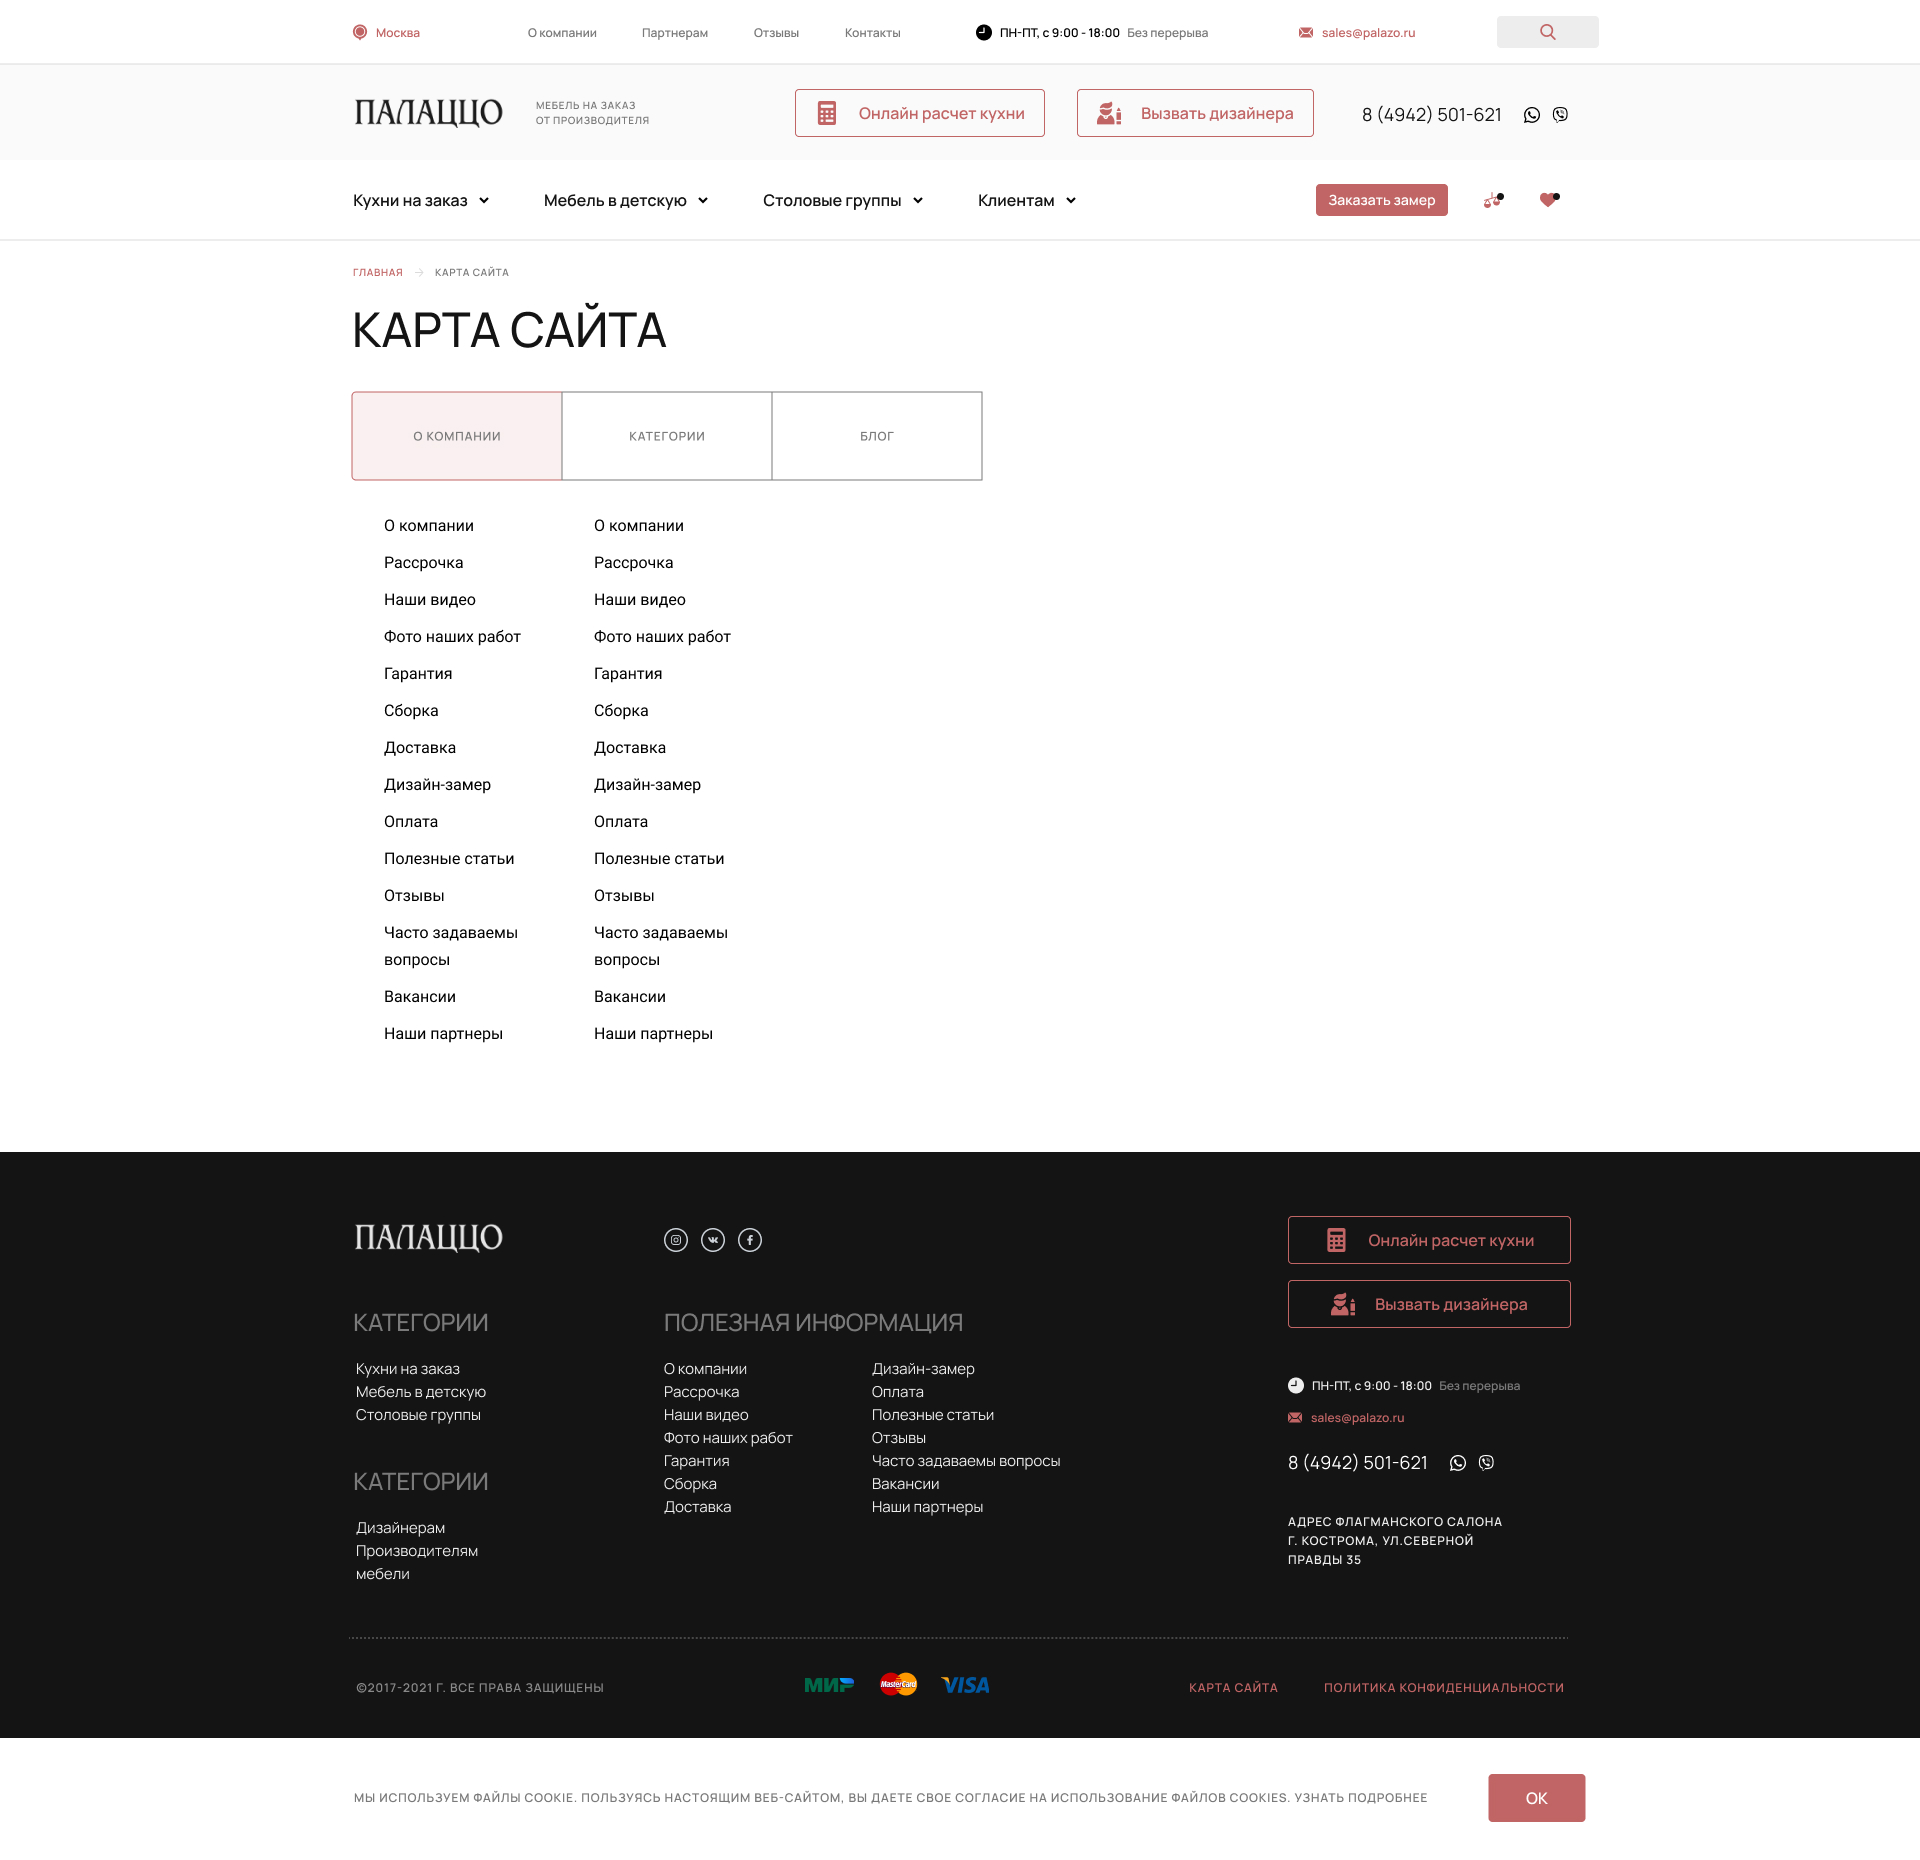 Москва
О компании
Партнерам
Отзывы
Контакты
ПН-ПТ, с 9:00 - 18:00 Без перерыва
sales@palazo.ru
ПАЛАЦЦО
МЕБЕЛЬ НА ЗАКАЗ
ОТ ПРОИЗВОДИТЕЛЯ
Онлайн расчет кухни
Вызвать дизайнера
8 (4942) 501-621
Кухни на заказ
Мебель в детскую
Столовые группы
Клиентам
Заказать замер
ГЛАВНАЯ
КАРТА САЙТА
КАРТА САЙТА
О КОМПАНИИ
КАТЕГОРИИ
БЛОГ
О компании
Рассрочка
Наши видео
Фото наших работ
Гарантия
Сборка
Доставка
Дизайн-замер
Оплата
Полезные статьи
Отзывы
Часто задаваемы
вопросы
Вакансии
Наши партнеры
О компании
Рассрочка
Наши видео
Фото наших работ
Гарантия
Сборка
Доставка
Дизайн-замер
Оплата
Полезные статьи
Отзывы
Часто задаваемы
вопросы
Вакансии
Наши партнеры
ПАЛАЦЦО
КАТЕГОРИИ
Кухни на заказ
Мебель в детскую
Столовые группы
КАТЕГОРИИ
Дизайнерам
Производителям
мебели
ПОЛЕЗНАЯ ИНФОРМАЦИЯ
О компании
Рассрочка
Наши видео
Фото наших работ
Гарантия
Сборка
Доставка
Дизайн-замер
Оплата
Полезные статьи
Отзывы
Часто задаваемы вопросы
Вакансии
Наши партнеры
Онлайн расчет кухни
Вызвать дизайнера
ПН-ПТ, с 9:00 - 18:00 Без перерыва
sales@palazo.ru
8 (4942) 501-621
АДРЕС ФЛАГМАНСКОГО САЛОНА
Г. КОСТРОМА, УЛ.СЕВЕРНОЙ
ПРАВДЫ 35
©2017-2021 Г. ВСЕ ПРАВА ЗАЩИЩЕНЫ
МИР
MasterCard
VISA
КАРТА САЙТА
ПОЛИТИКА КОНФИДЕНЦИАЛЬНОСТИ
МЫ ИСПОЛЬЗУЕМ ФАЙЛЫ COOKIE. ПОЛЬЗУЯСЬ НАСТОЯЩИМ ВЕБ-САЙТОМ, ВЫ ДАЕТЕ СВОЕ СОГЛАСИЕ НА ИСПОЛЬЗОВАНИЕ ФАЙЛОВ COOKIES. УЗНАТЬ ПОДРОБНЕЕ
ОК